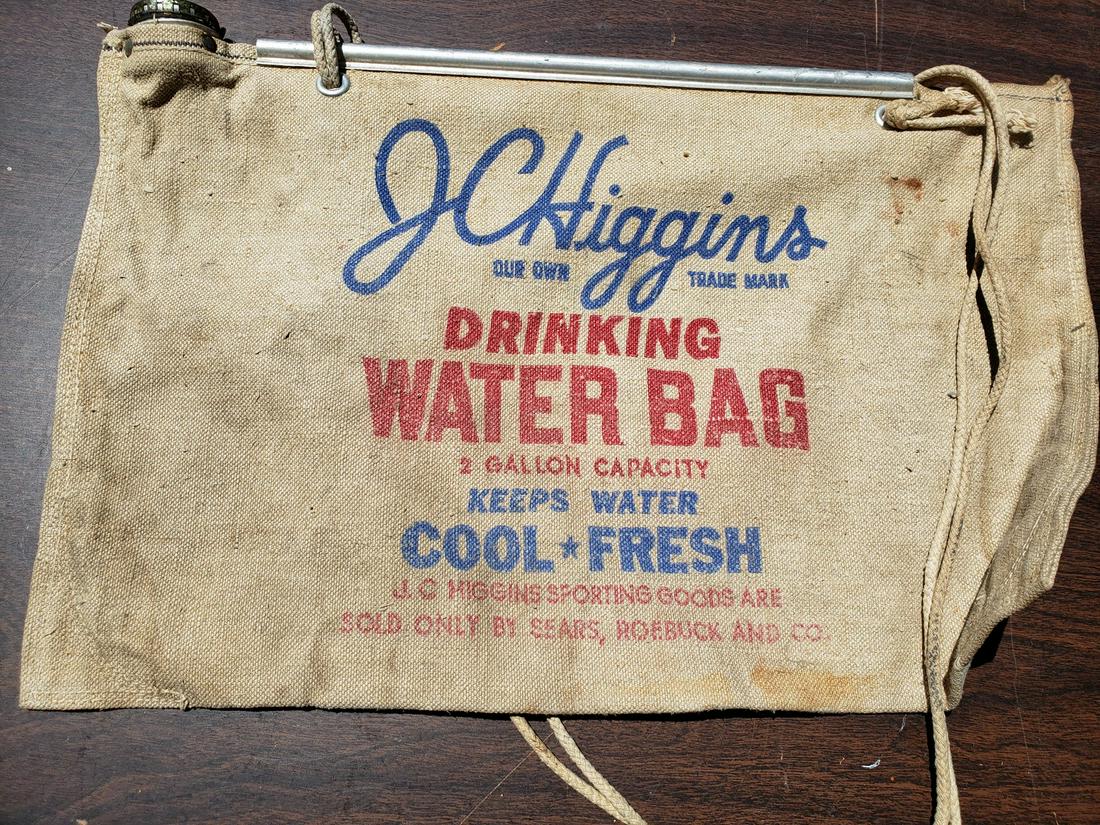 J.C.Higgins
OUR OWN TRADE MARK
DRINKING
WATER BAG
2 GALLON CAPACITY
KEEPS WATER
COOL★FRESH
J. C HIGGINS SPORTING GOODS ARE
SOLD ONLY BY SEARS, ROEBUCK AND CO.